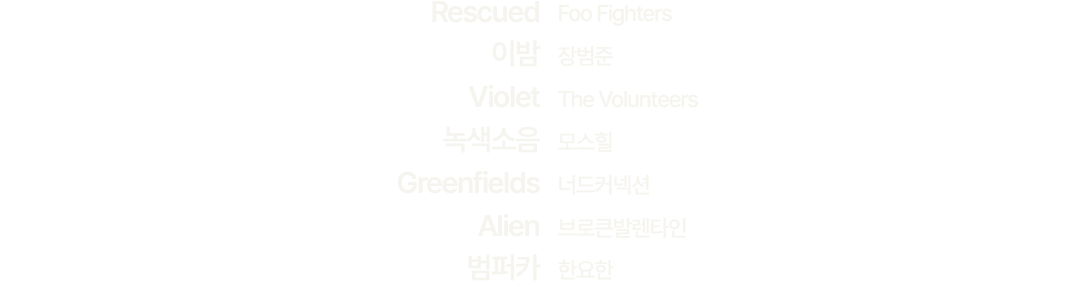 Rescued Foo Fighters
이밤 장범준
Violet The Volunteers
녹색소음 모스힐
Greenfields 너드커넥션
Alien 브로큰발렌타인
범퍼카 한요한